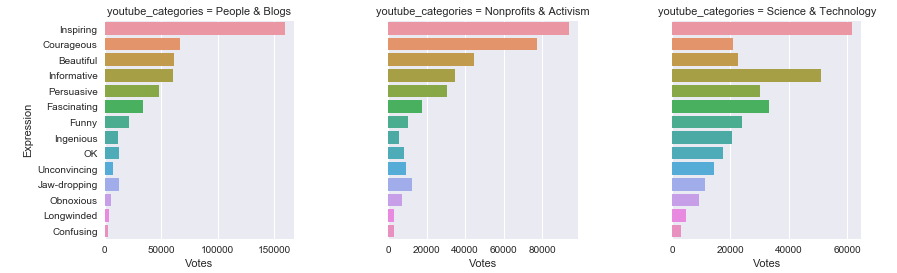 youtube_categories = People & Blogs
youtube_categories = Nonprofits & Activism
youtube_categories = Science & Technology
Expression
Inspiring
Courageous
Beautiful
Informative
Persuasive
Fascinating
Funny
Ingenious
OK
Unconvincing
Jaw-dropping
Obnoxious
Longwinded
Confusing
0 50000 100000 150000
0 20000 40000 60000 80000
0 20000 40000 60000
Votes
Votes
Votes